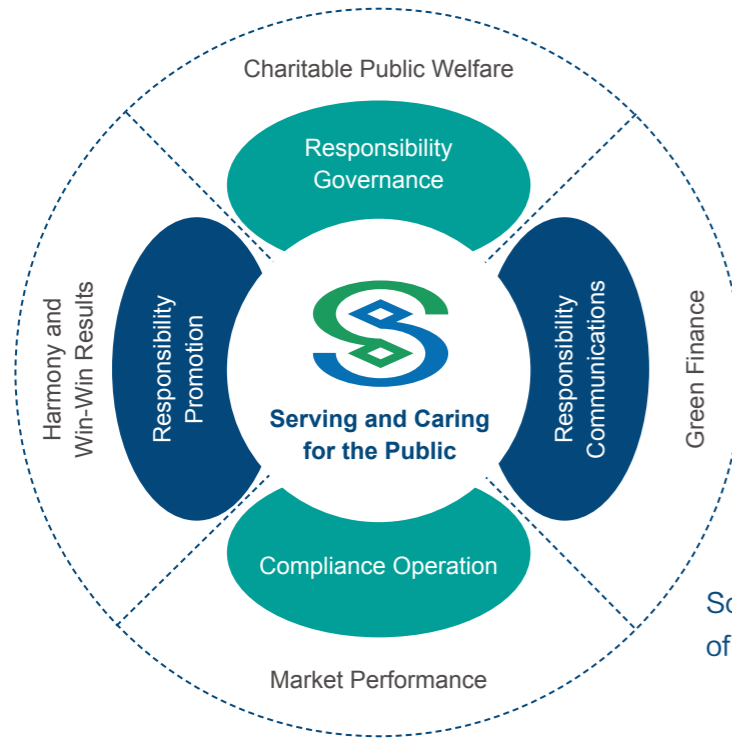 Charitable Public Welfare
Responsibility
Governance
Harmony and
Win-Win Results
Responsibility
Promotion
Serving and Caring
for the Public
Responsibility
Communications
Green Finance
Compliance Operation
of
Market Performance